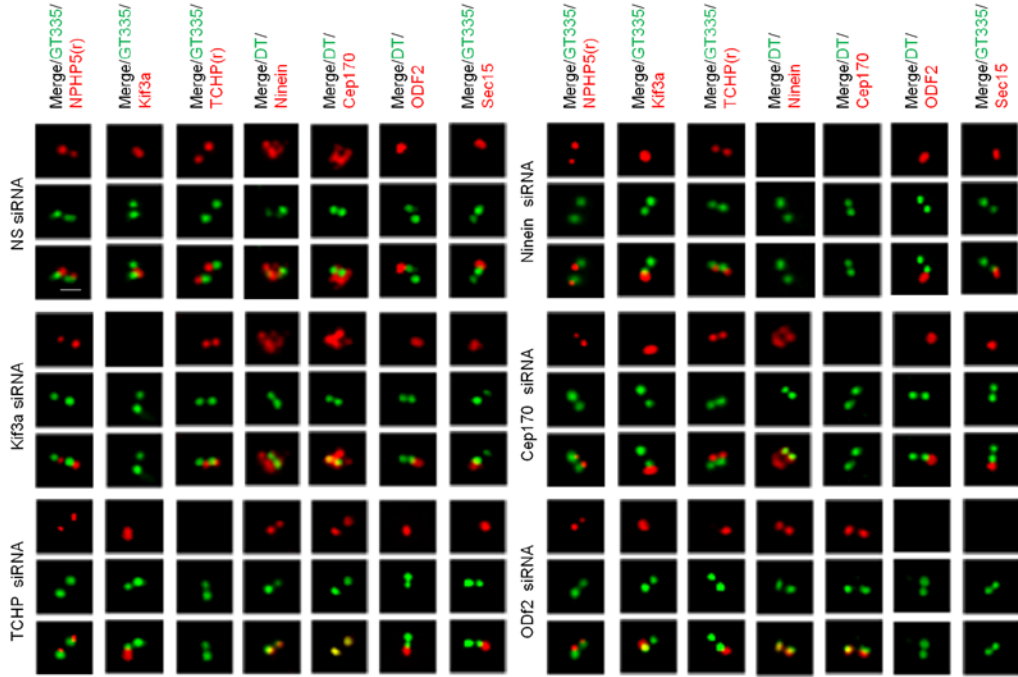 NS siRNA
Merge/GT335/
NPHP5(r)
Merge/GT335/
Kif3a
Merge/GT335/
TCHP(r)
Merge/DT/
Ninein
Merge/DT/
Cep170
Merge/DT/
ODF2
Merge/GT335/
Sec15
Kif3a siRNA
TCHP siRNA
Ninein siRNA
Merge/GT335/
NPHP5(r)
Merge/GT335/
Kif3a
Merge/GT335/
TCHP(r)
Merge/DT/
Ninein
Merge/DT/
Cep170
Merge/DT/
ODF2
Merge/GT335/
Sec15
Cep170 siRNA
ODf2 siRNA